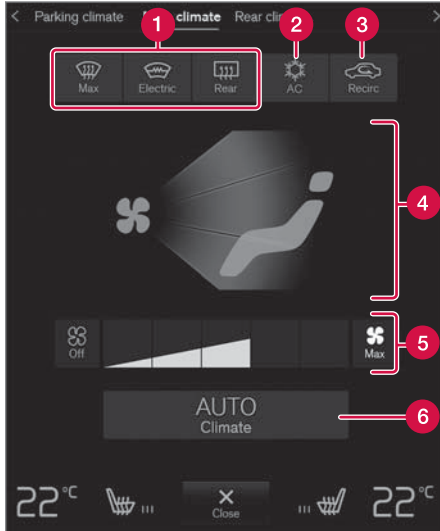 Parking climate climate Rear
1 2 3
Max Electric Rear AC Recirc
4
Off Max 5
AUTO 6
Climate
22°C Close 22°C